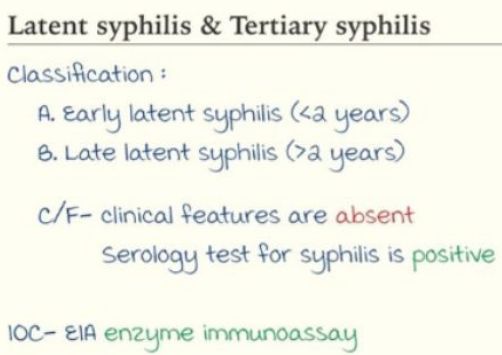 Latent syphilis & Tertiary syphilis
Classification :
A. Early latent syphilis (<2 years)
B. Late latent syphilis (>2 years)
C/F- clinical features are absent
Serology test for syphilis is positive
IOC- EIA enzyme immunoassay